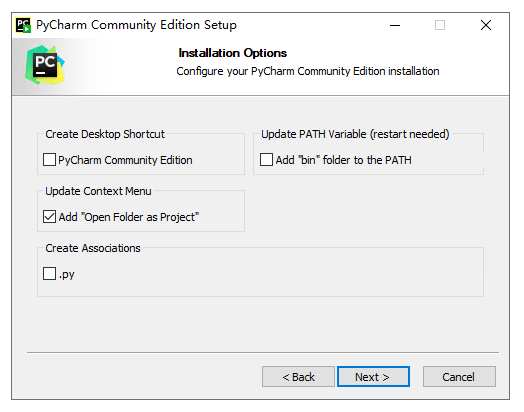 PC
PyCharm Community Edition Setup
PC
Installation Options
Configure your PyCharm Community Edition installation
Create Desktop Shortcut
PyCharm Community Edition
Update PATH Variable (restart needed)
Add "bin" folder to the PATH
Update Context Menu
Add "Open Folder as Project"
Create Associations
.py
< Back
Next >
Cancel